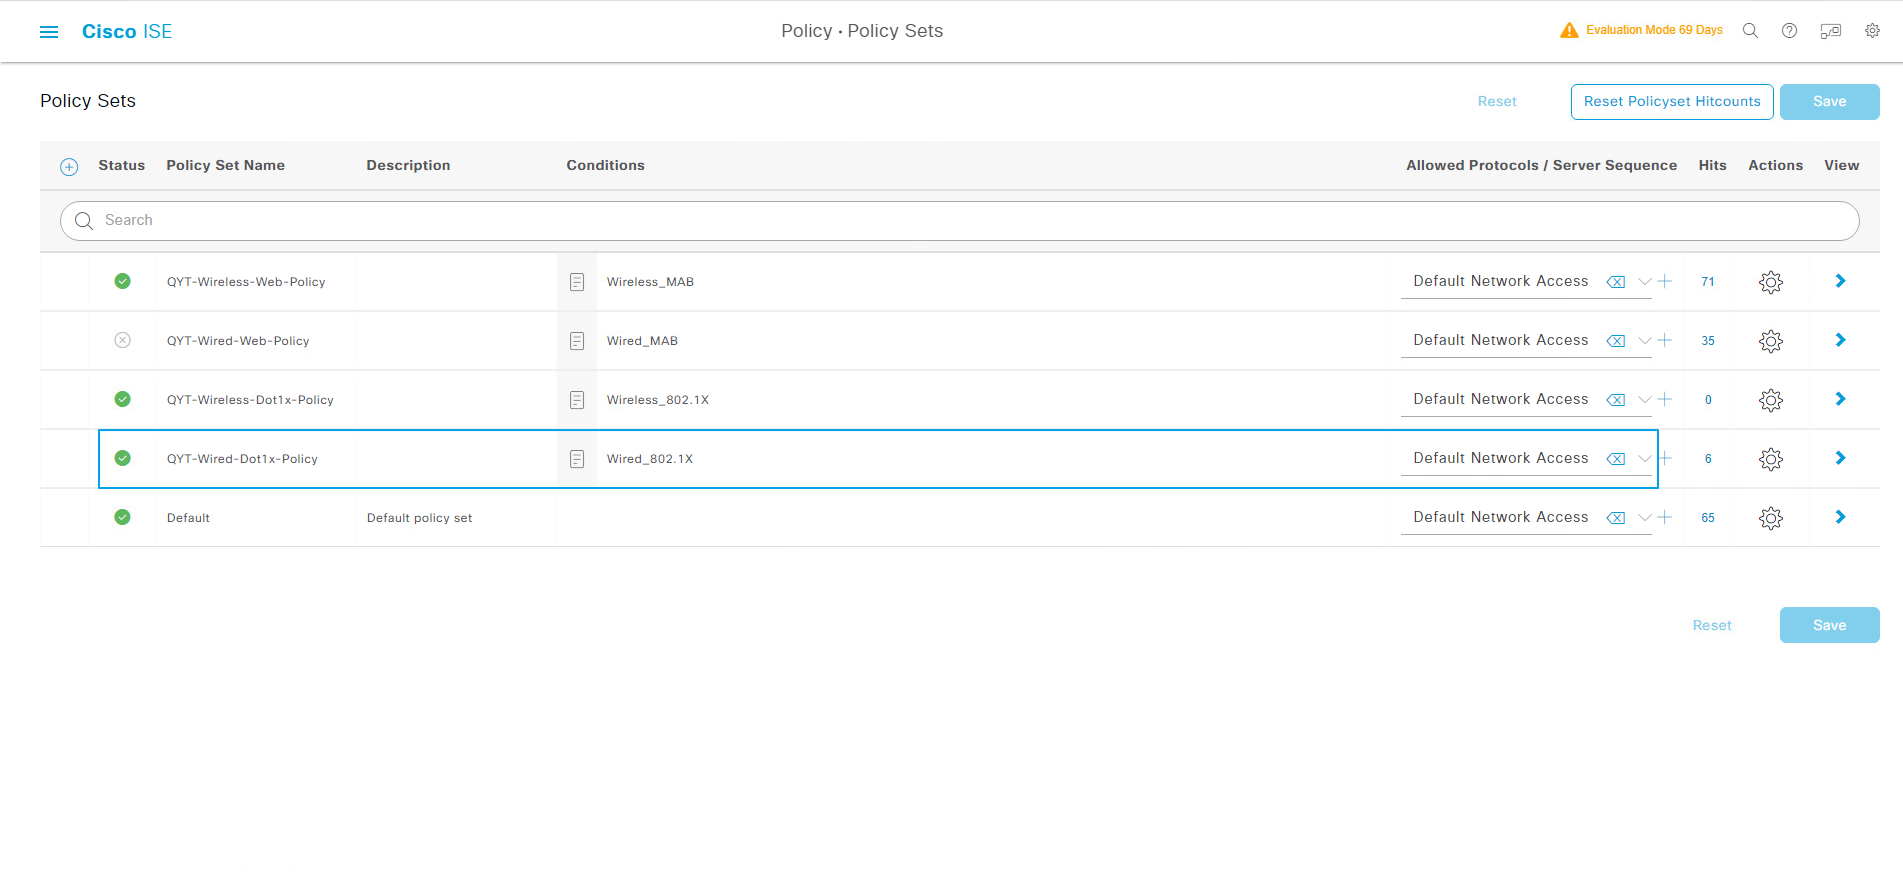 Cisco ISE
Policy · Policy Sets
Evaluation Mode 69 Days
Policy Sets
Reset
Reset Policyset Hitcounts
Save
Status Policy Set Name Description Conditions Allowed Protocols / Server Sequence Hits Actions View
Search
QYT-Wireless-Web-Policy Wireless_MAB Default Network Access 71
QYT-Wired-Web-Policy Wired_MAB Default Network Access 35
QYT-Wireless-Dot1x-Policy Wireless_802.1X Default Network Access 0
QYT-Wired-Dot1x-Policy Wired_802.1X Default Network Access 6
Default Default policy set Default Network Access 65
Reset
Save